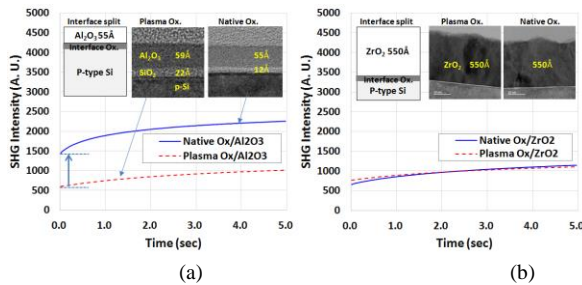 (a)
Interface split Plasma Ox. Native Ox.
Al₂O₃ 55Å
Interface Ox.
P-type Si
Al₂O₃ 59Å 55Å
SiO₂ 22Å 12Å
p-Si
SHG Intensity (A. U.)
5000
4500
4000
3500
3000
2500
2000
1500
1000
500
0
Native Ox/Al2O3
Plasma Ox/Al2O3
0.0 1.0 2.0 3.0 4.0 5.0
Time (sec)
(a)
(b)
Interface split Plasma Ox. Native Ox.
ZrO₂ 550Å
Interface Ox.
P-type Si
ZrO₂ 550Å 550Å
SHG Intensity (A. U.)
5000
4500
4000
3500
3000
2500
2000
1500
1000
500
0
Native Ox/ZrO2
Plasma Ox/ZrO2
0.0 1.0 2.0 3.0 4.0 5.0
Time (sec)
(b)